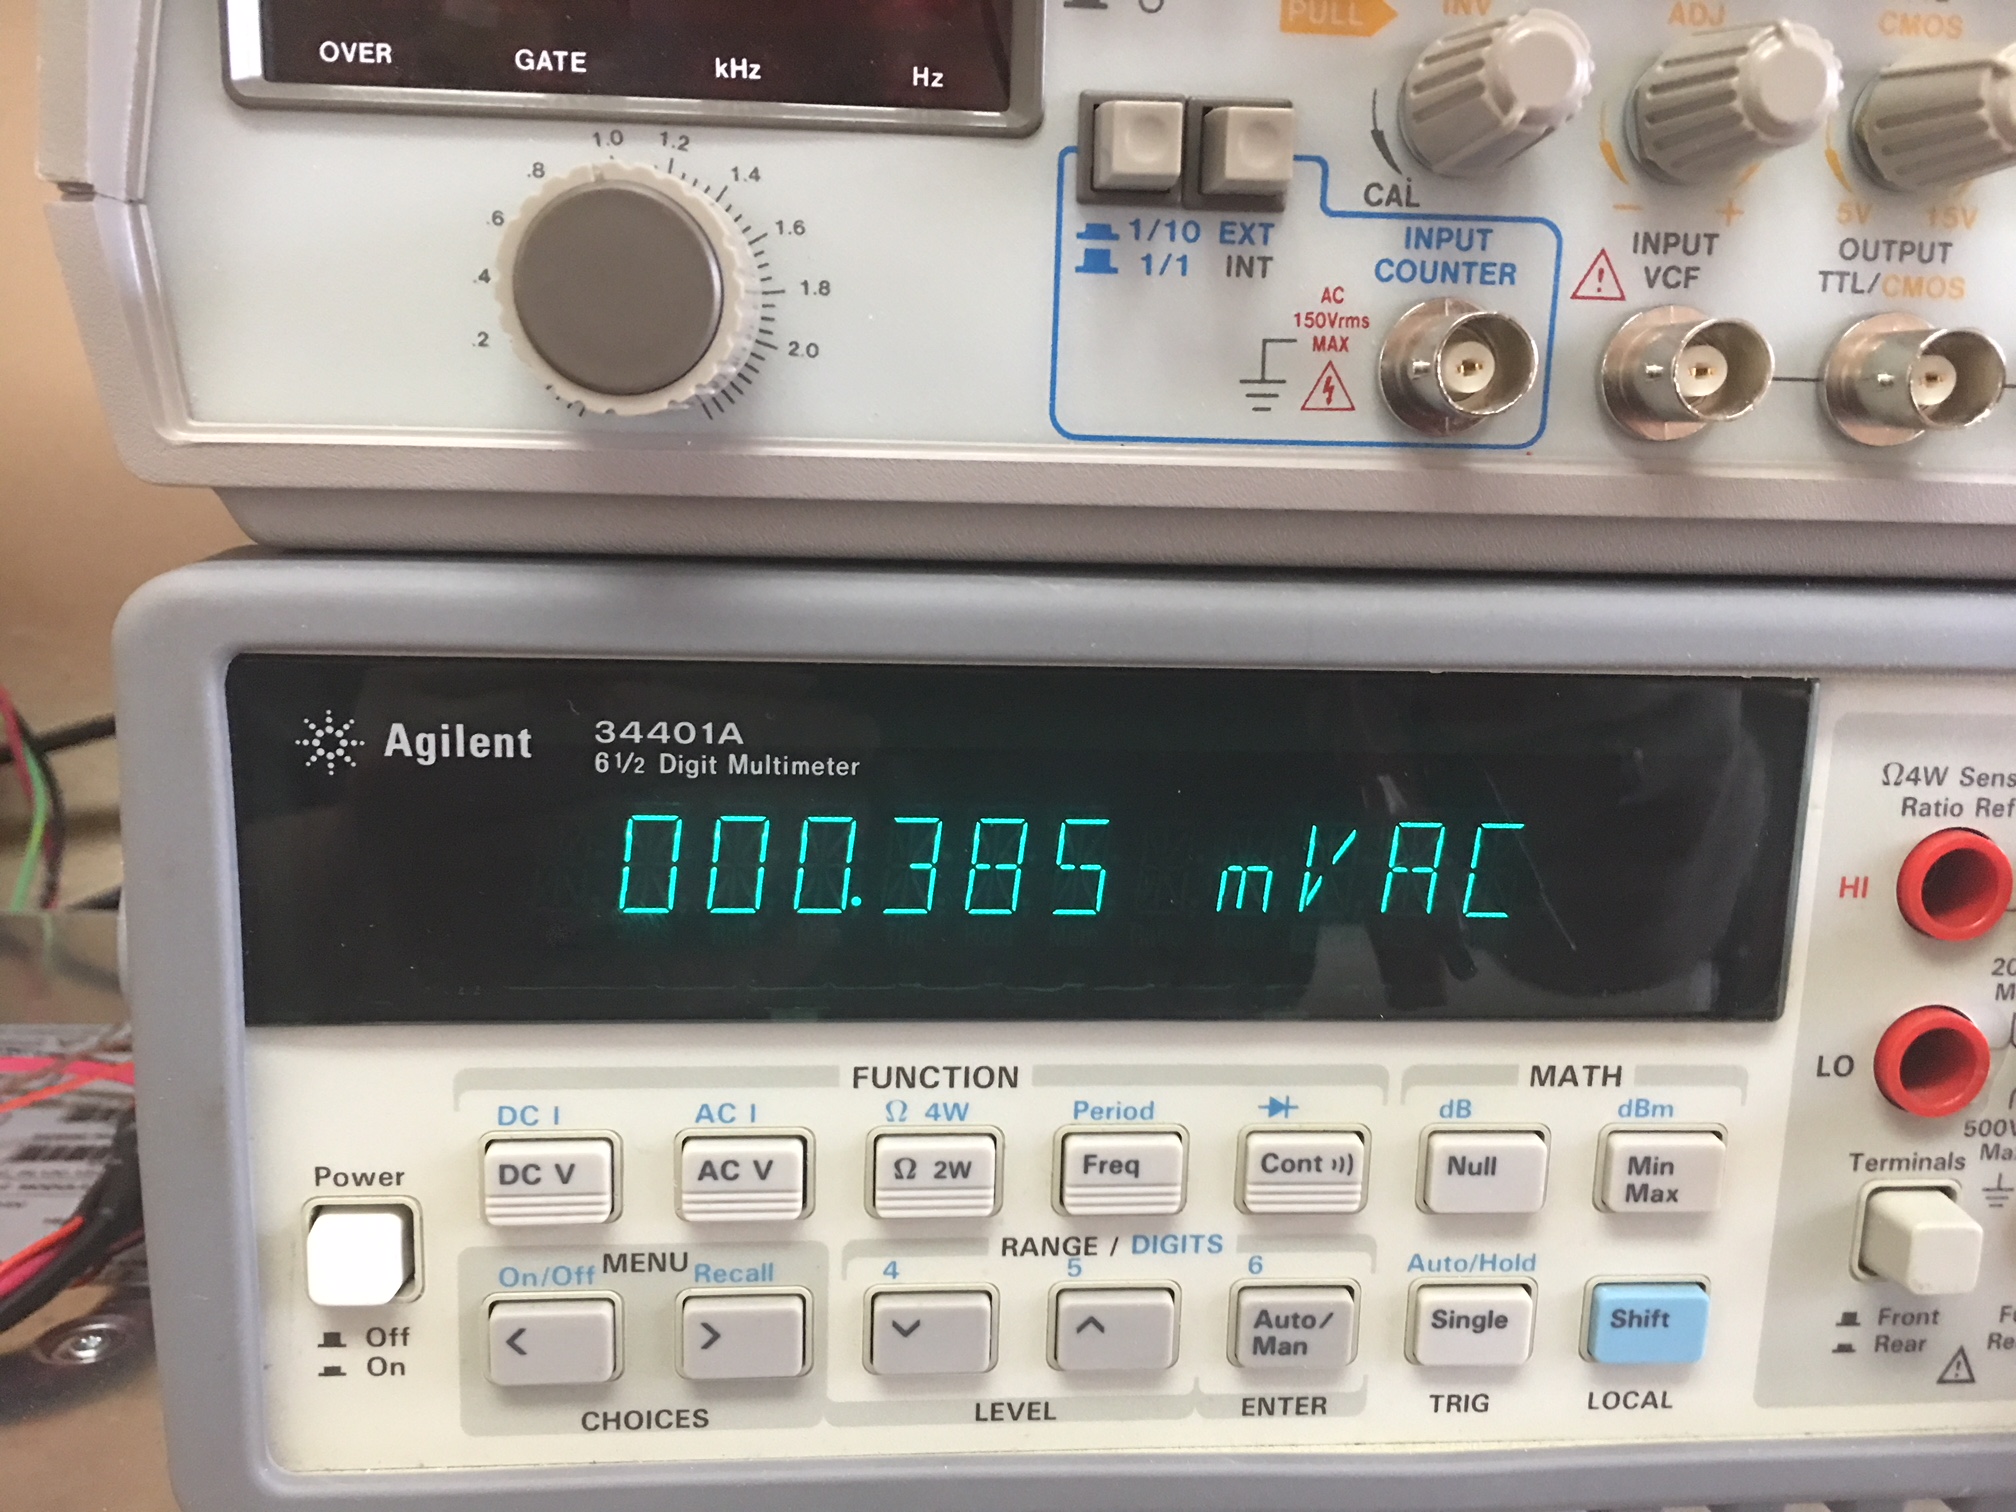 OVER GATE kHz Hz
PULL INV ADJ CMOS
.2 .4 .6 .8 1.0 1.2 1.4 1.6 1.8 2.0
CAL
5V 15V
1/10 EXT
1/1 INT
INPUT
COUNTER
AC
150Vrms
MAX
INPUT
VCF
OUTPUT
TTL/CMOS
Agilent 34401A
6½ Digit Multimeter
000.385 mVAC
Ω4W
Ratio Ref
HI
LO
FUNCTION MATH
DC I AC I Ω 4W Period dB dBm
DC V AC V Ω 2W Freq Cont Null Min
Max
Power
Off
On
MENU RANGE / DIGITS
On/Off Recall 4 5 6 Auto/Hold
< > Auto/
Man Single Shift
CHOICES LEVEL ENTER TRIG LOCAL
Terminals
Front
Rear